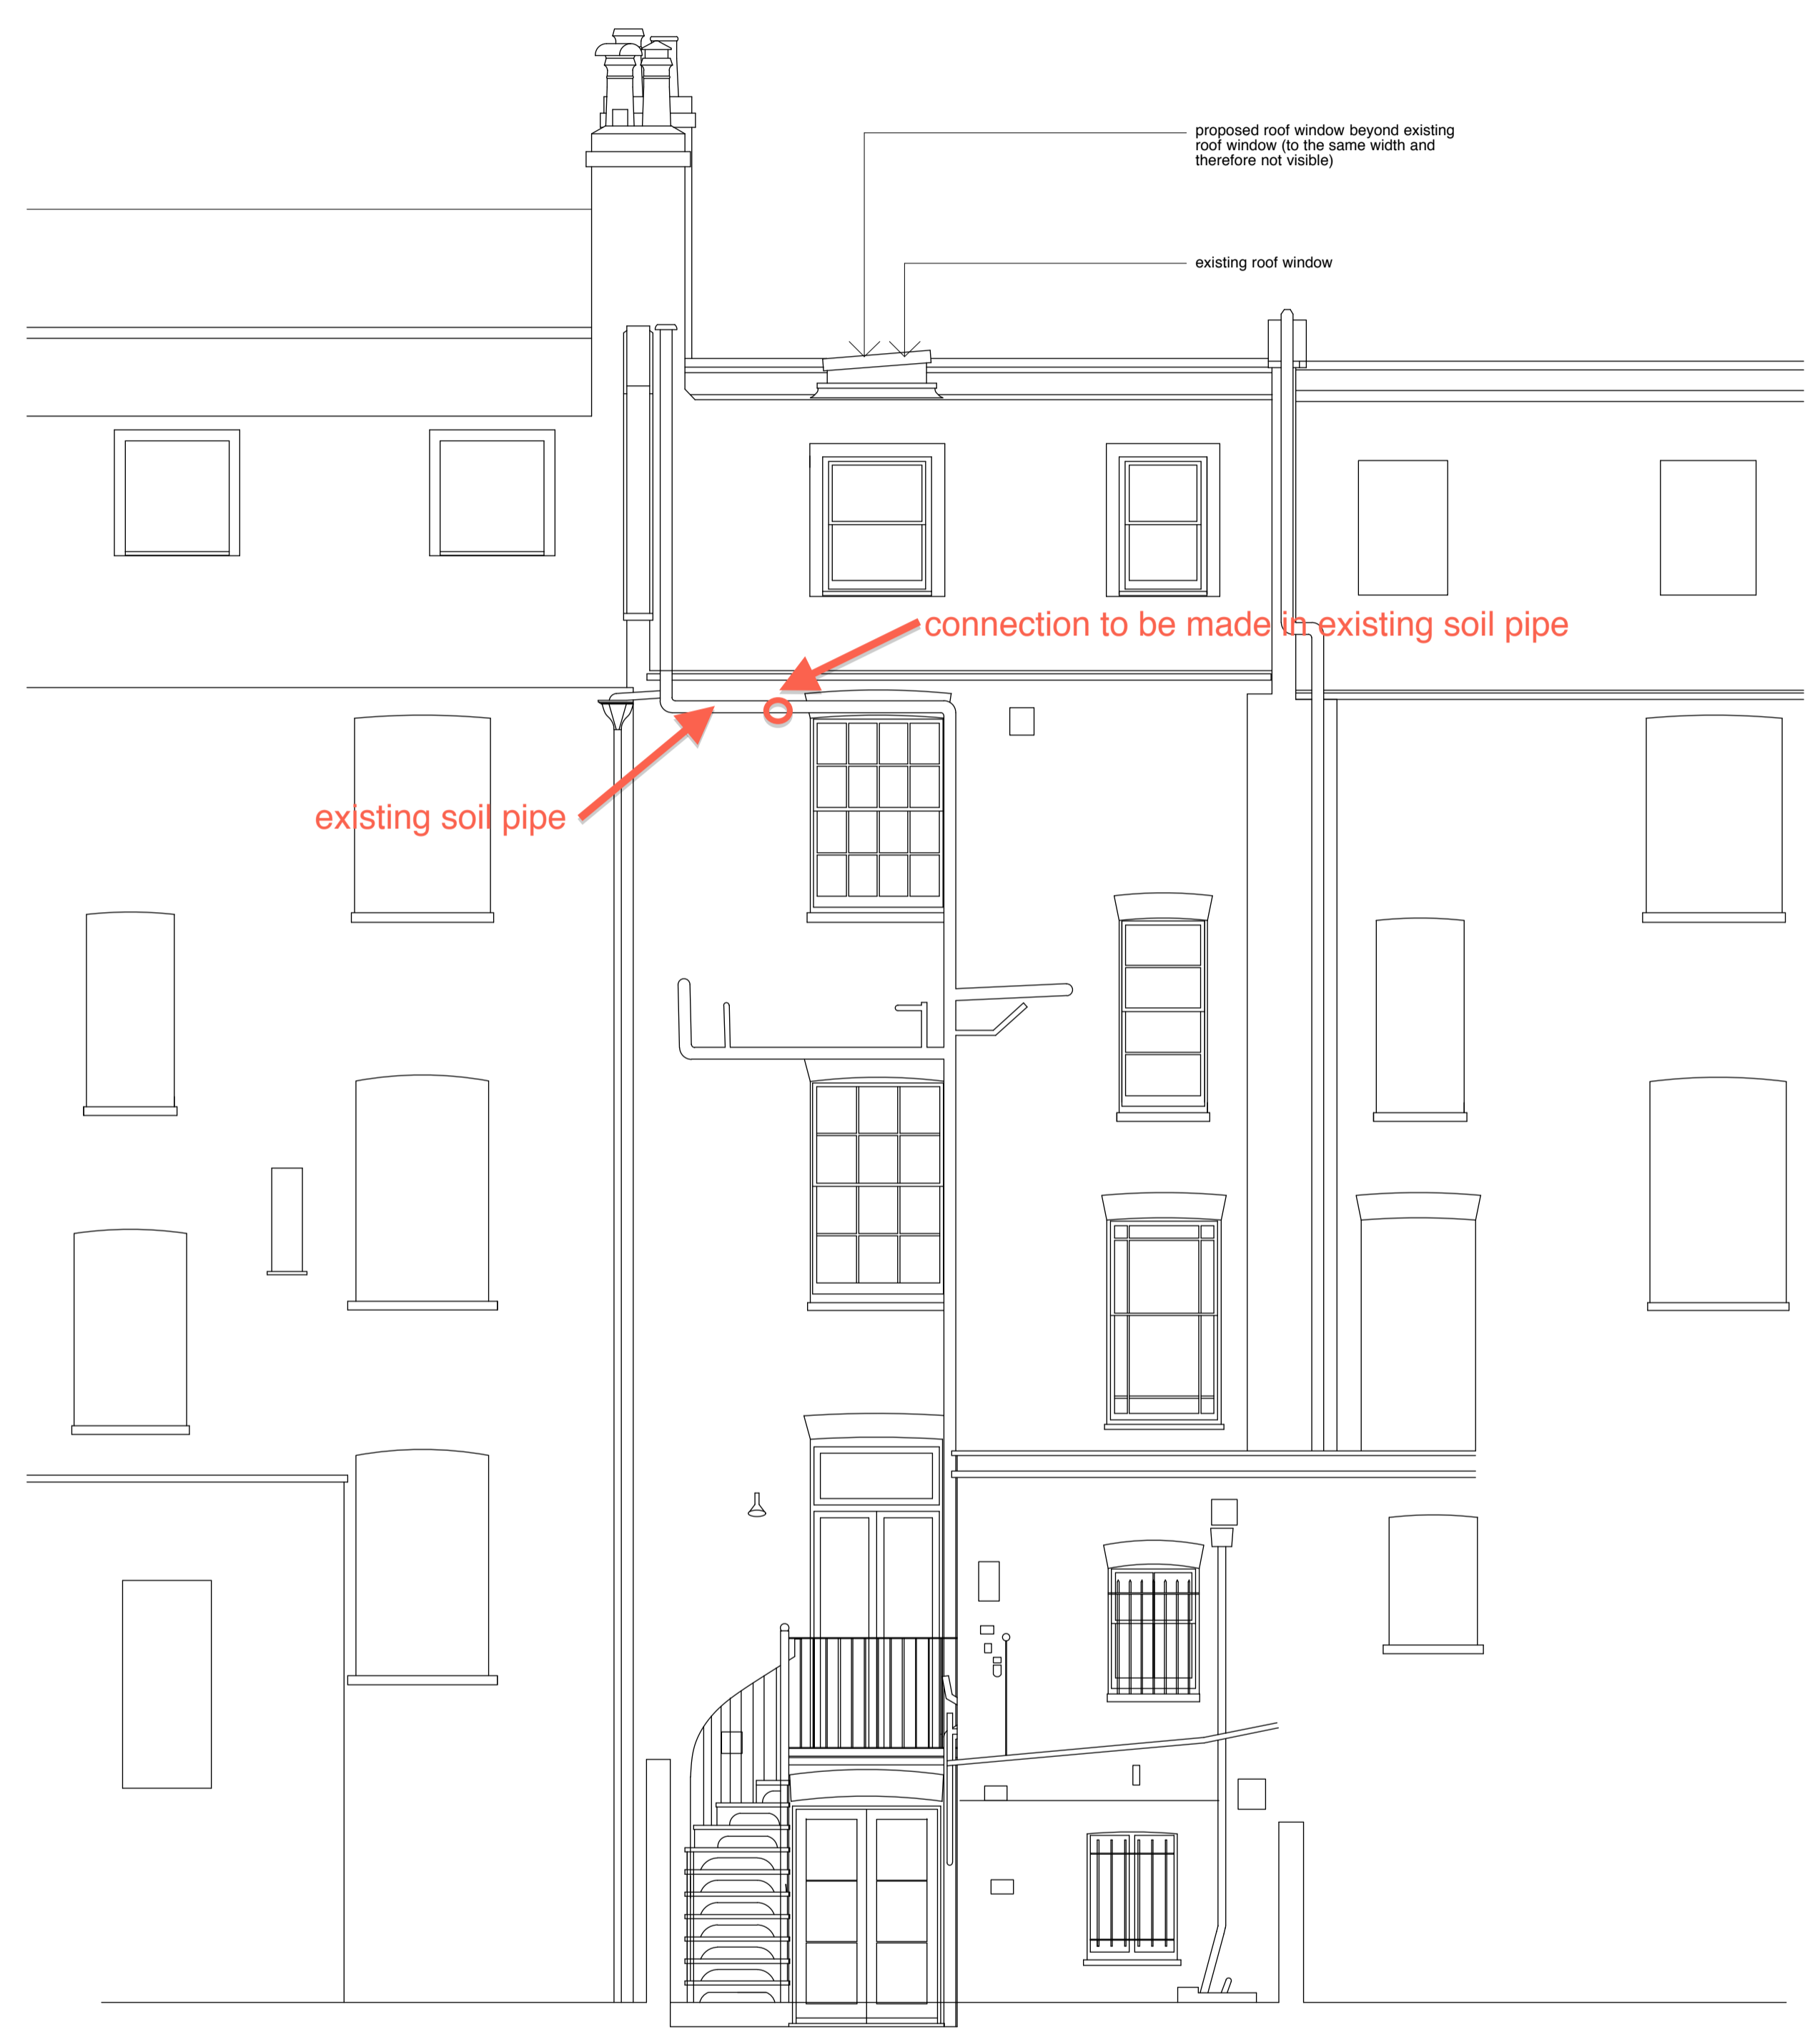 proposed roof window beyond existing
roof window (to the same width and
therefore not visible)
existing roof window
connection to be made in existing soil pipe
existing soil pipe